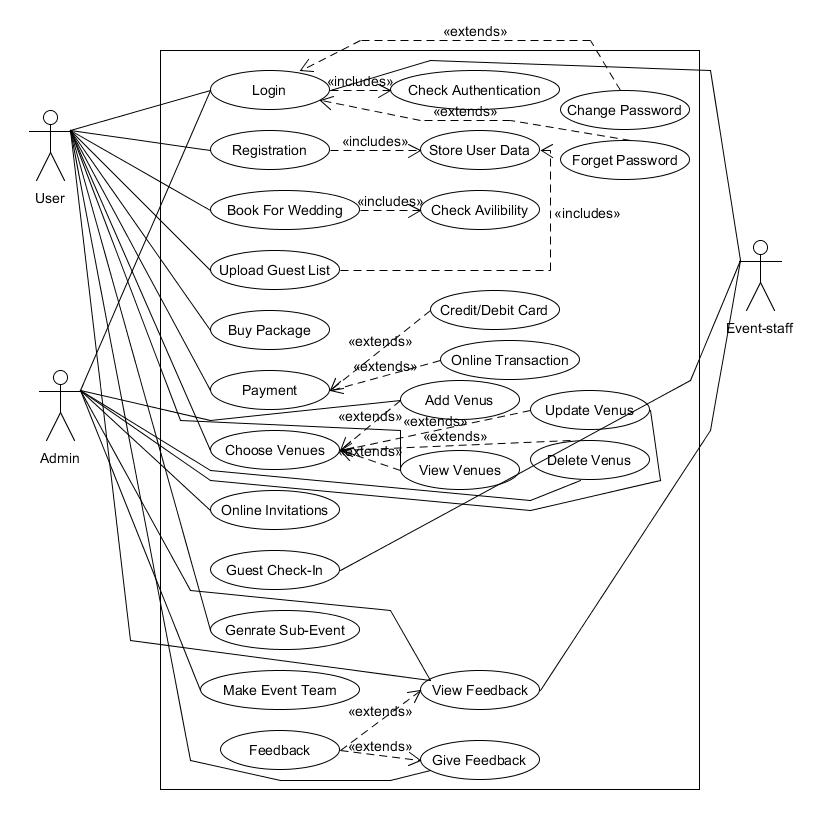 «extends»
Login
«includes»
Check Authentication
Change Password
«extends»
User
Registration
«includes»
Store User Data
Forget Password
Book For Wedding
«includes»
Check Avilibility
«includes»
Upload Guest List
Event-staff
Buy Package
Credit/Debit Card
«extends»
Online Transaction
«extends»
Payment
Admin
Add Venus
Update Venus
«extends»
«extends»
«extends»
Choose Venues
«extends»
View Venues
Delete Venus
Online Invitations
Guest Check-In
Genrate Sub-Event
Make Event Team
View Feedback
«extends»
Feedback
«extends»
Give Feedback